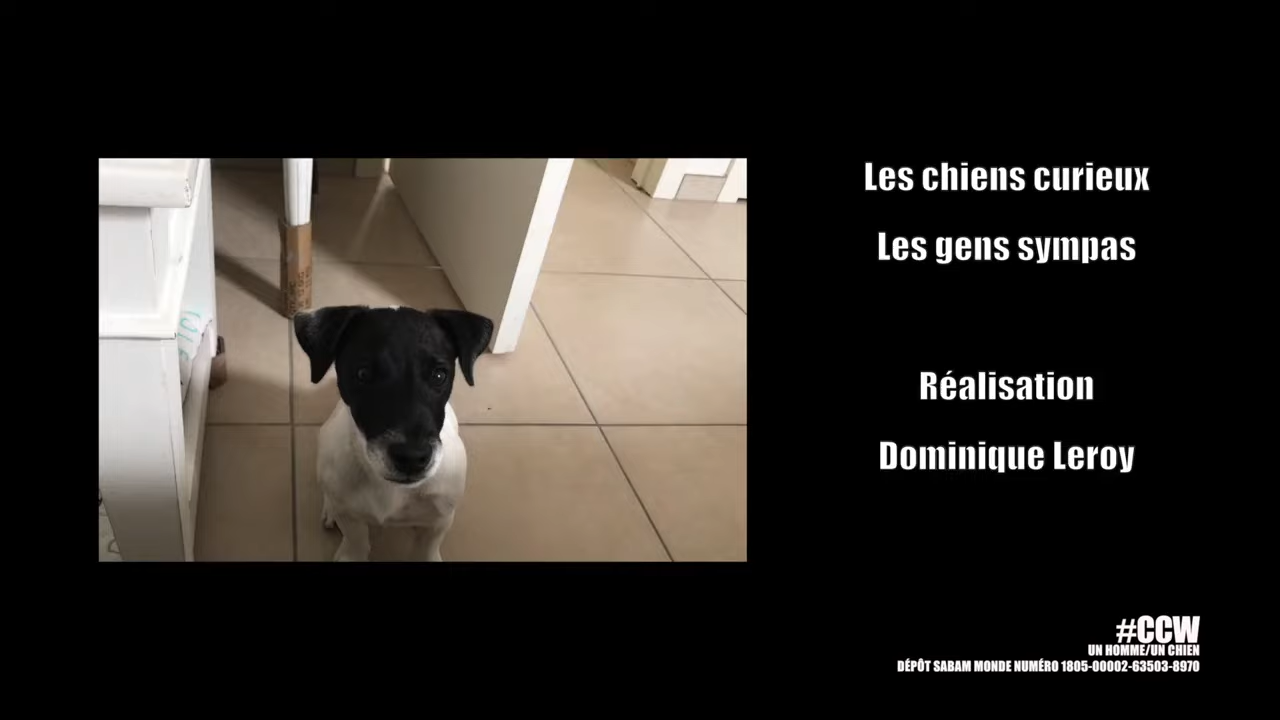 Les chiens curieux
Les gens sympas
Réalisation
Dominique Leroy
#CCW
UN HOMME/UN CHIEN
DÉPÔT SABAM MONDE NUMÉRO 1805-00002-63503-8970